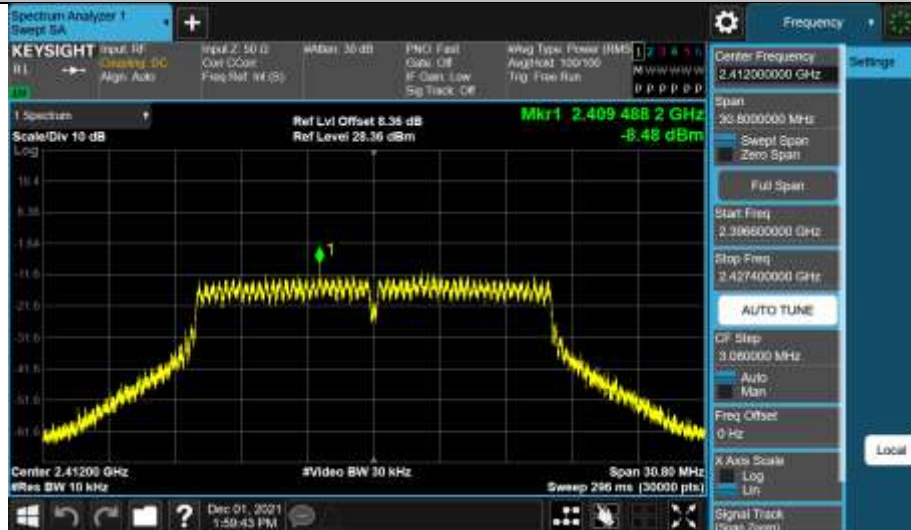 Spectrum Analyzer 1
Swept SA
+
Frequency
KEYSIGHT
Input: RF
Coupling: DC
Align: Auto
Input Z: 50 Ω
Corr CCorr
Freq Ref: Int (S)
#Atten: 30 dB
PNO: Fast
Gate: Off
IF Gain: Low
Sig Track: Off
#Avg Type: Power (RMS)
Avg|Hold: 100/100
Trig: Free Run
1 2 3 4 5 6
M W W W W W
P P P P P P
1 Spectrum
Scale/Div 10 dB
Log
Ref Lvl Offset 8.36 dB
Ref Level 28.36 dBm
Mkr1 2.409 488 2 GHz
-8.48 dBm
18.4
8.36
-1.64
-11.6
-21.6
-31.6
-41.6
-51.6
-61.6
1
Center 2.41200 GHz
#Res BW 10 kHz
#Video BW 30 kHz
Span 30.80 MHz
Sweep 296 ms (30000 pts)
Center Frequency
2.412000000 GHz
Settings
Span
30.8000000 MHz
Swept Span
Zero Span
Full Span
Start Freq
2.396600000 GHz
Stop Freq
2.427400000 GHz
AUTO TUNE
CF Step
3.080000 MHz
Auto
Man
Freq Offset
0 Hz
X Axis Scale
Log
Lin
Local
Signal Track
(Span Zoom)
?
Dec 01, 2021
1:59:43 PM